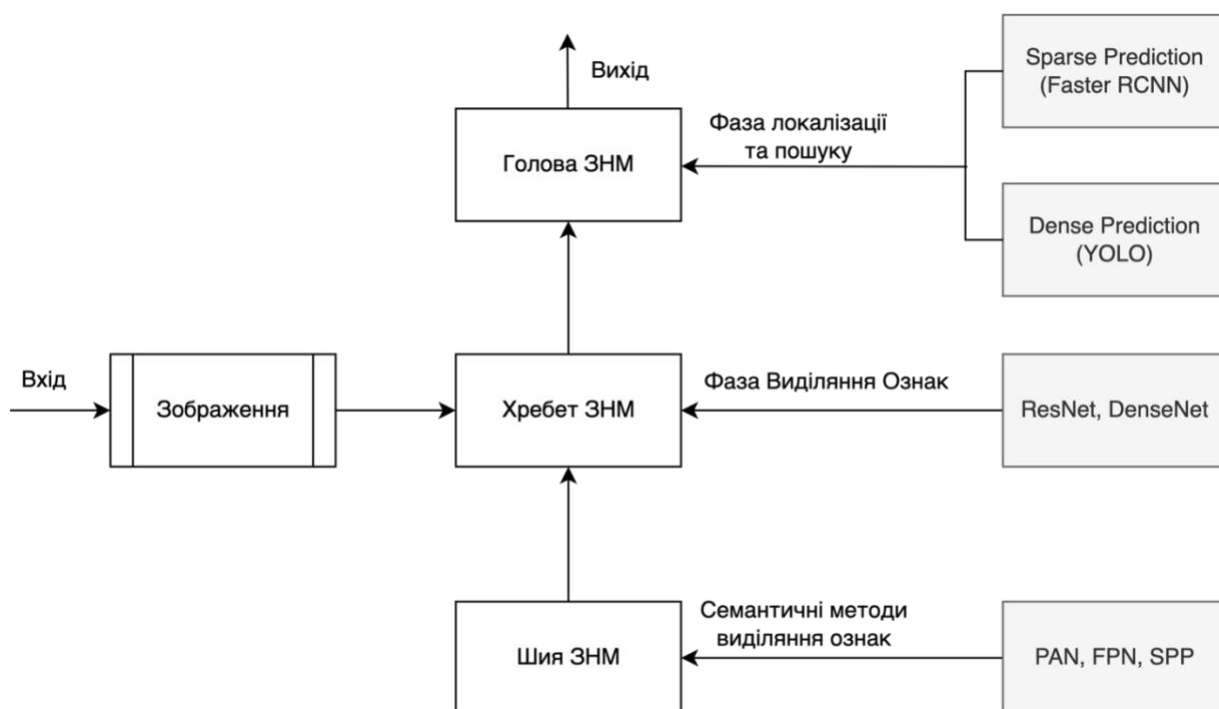 Вихід
Голова ЗНМ
Фаза локалізації
та пошуку
Sparse Prediction
(Faster RCNN)
Dense Prediction
(YOLO)
Вхід
Зображення
Хребет ЗНМ
Фаза Виділяння Ознак
ResNet, DenseNet
Шия ЗНМ
Семантичні методи
виділяння ознак
PAN, FPN, SPP